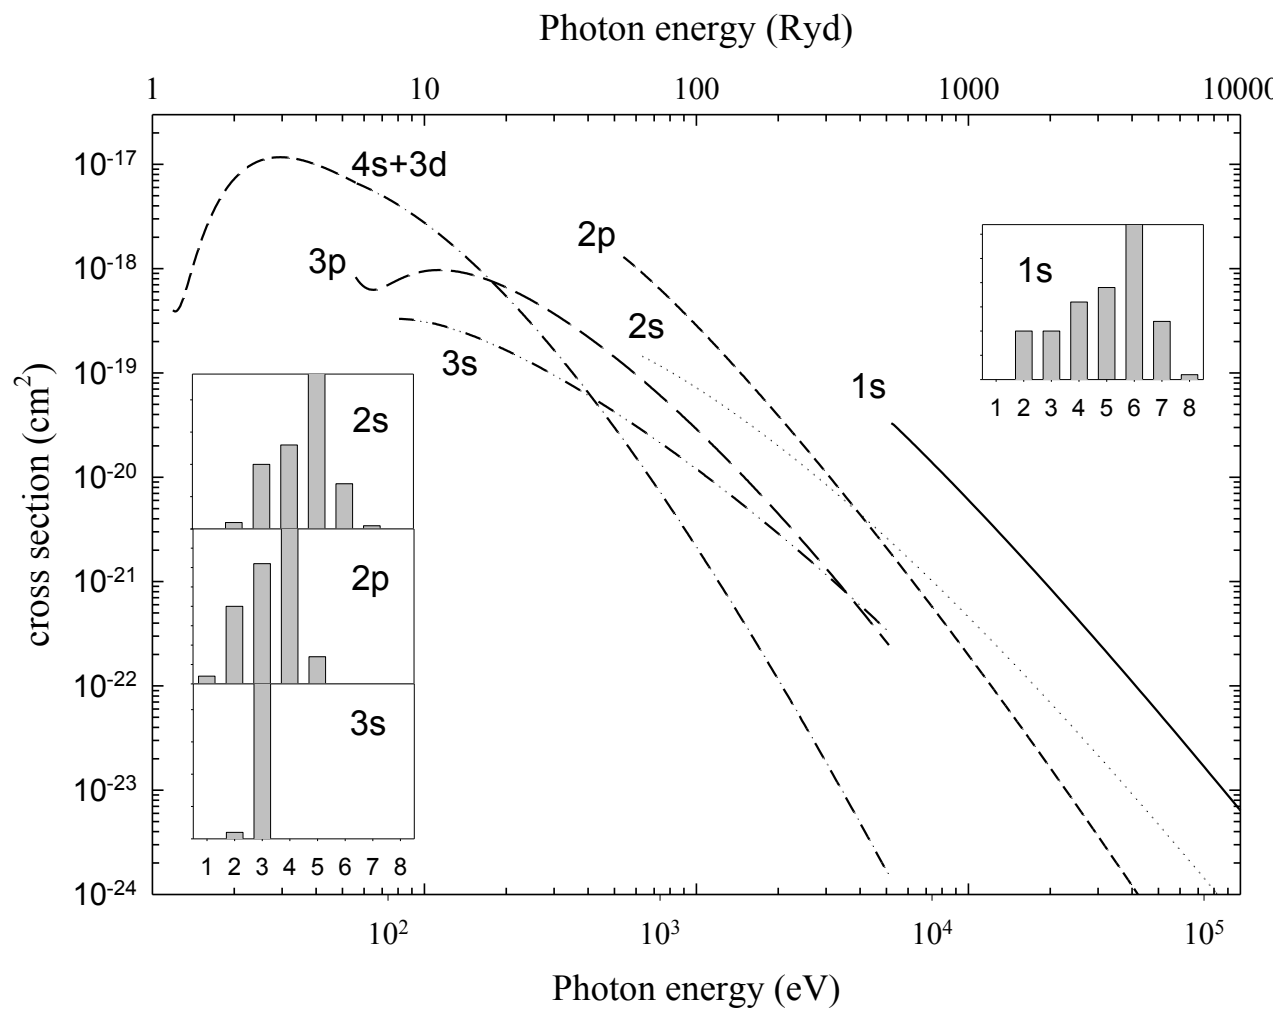 Photon energy (Ryd)
1 10 100 1000 10000
10-17
10-18
10-19
10-20
10-21
10-22
10-23
10-24
cross section (cm2)
4s+3d
3p
3s
2p
2s
1s
1s
1 2 3 4 5 6 7 8
2s
2p
3s
1 2 3 4 5 6 7 8
102 103 104 105
Photon energy (eV)